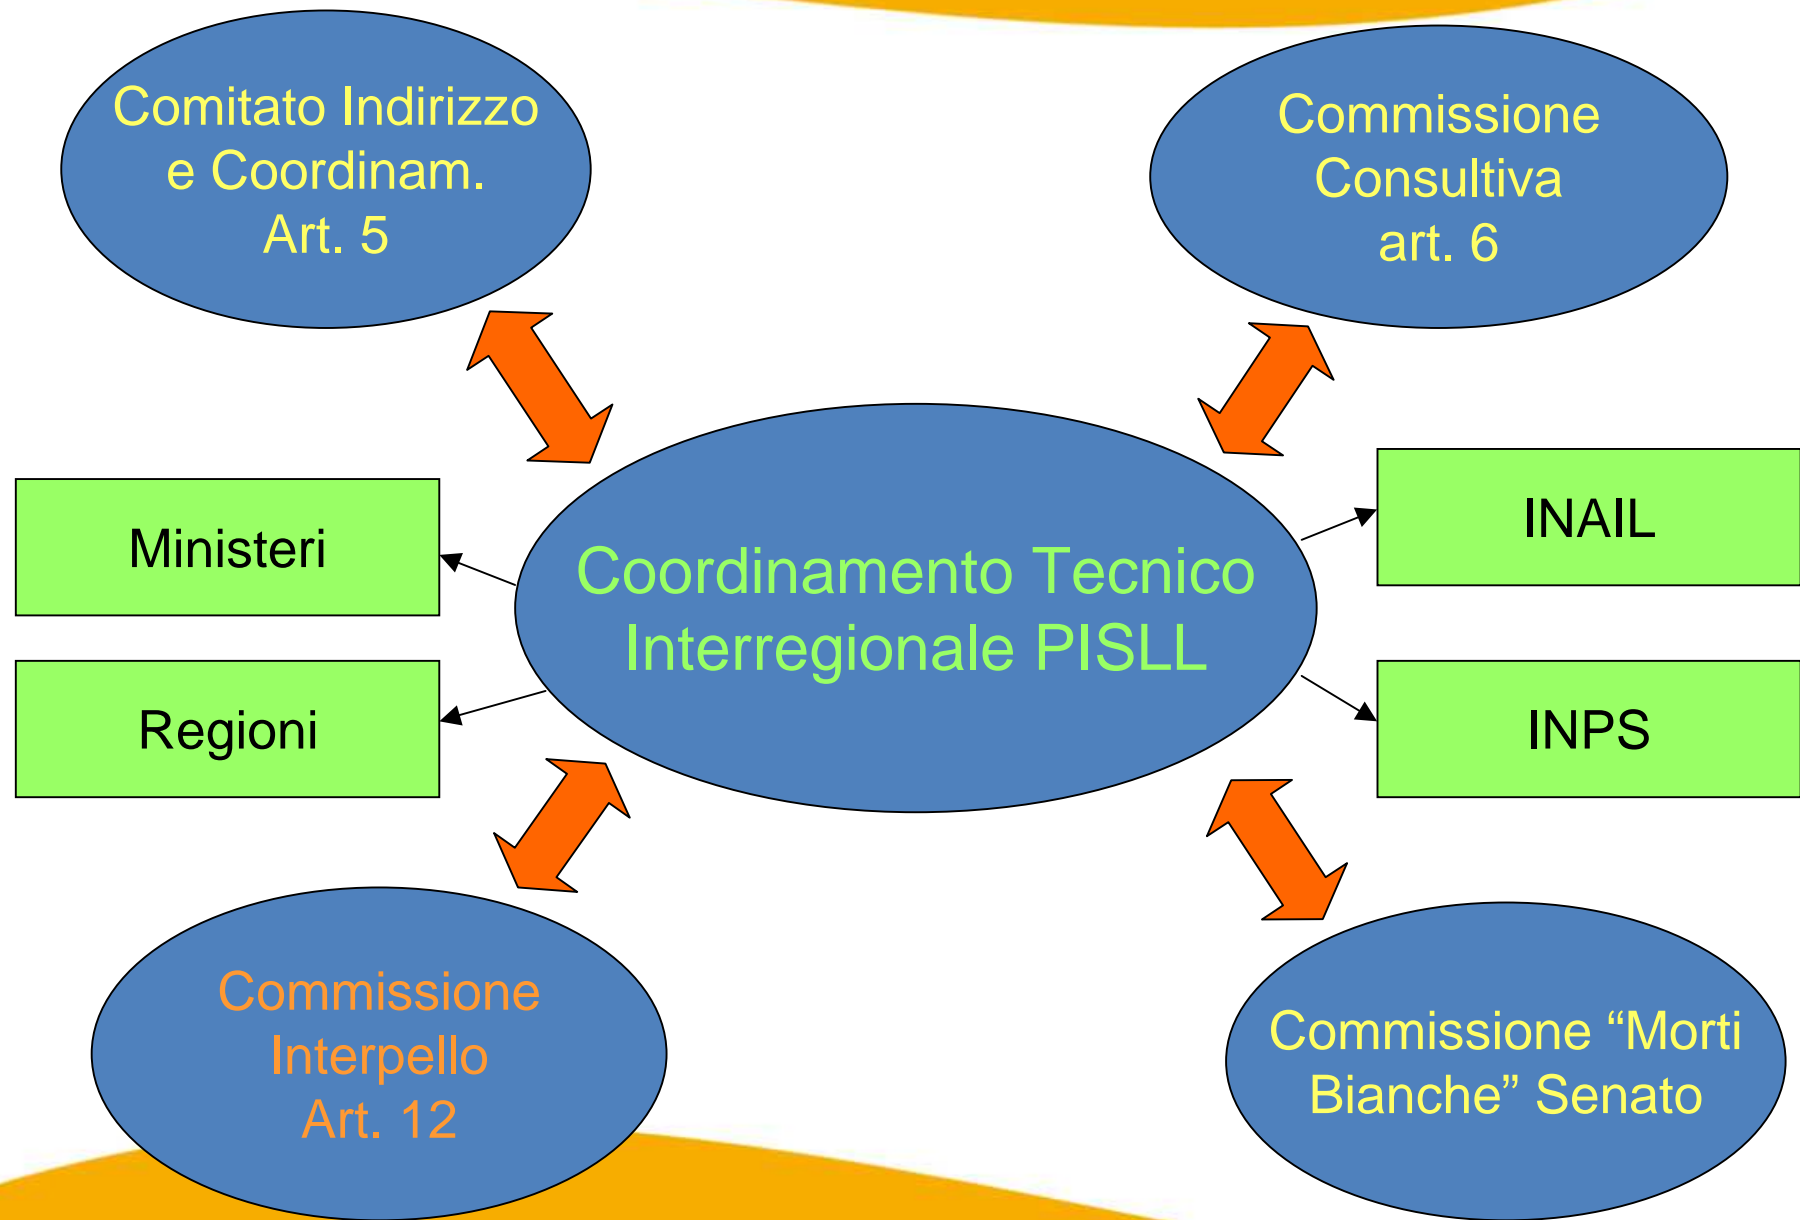 Comitato Indirizzo
e Coordinam.
Art. 5
Commissione
Consultiva
art. 6
Ministeri
INAIL
Coordinamento Tecnico
Interregionale PISLL
Regioni
INPS
Commissione
Interpello
Art. 12
Commissione “Morti
Bianche” Senato